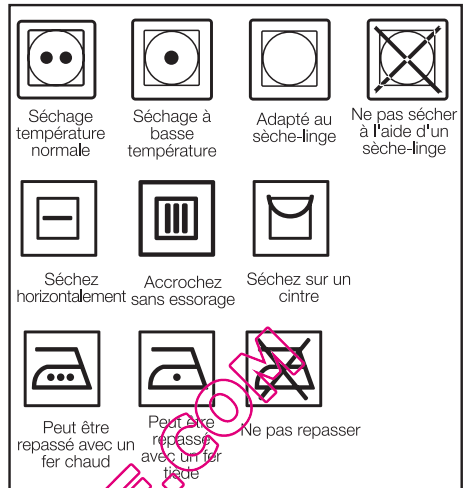 Séchage
température
normale
Séchage à
basse
température
Adapté au
sèche-linge
Ne pas sécher
à l'aide d'un
sèche-linge
Séchez
horizontalement
Accrochez
sans essorage
Séchez sur un
cintre
Peut être
repassé avec un
fer chaud
Peut être
repassé
avec un fer
tiède
Ne pas repasser
.COM